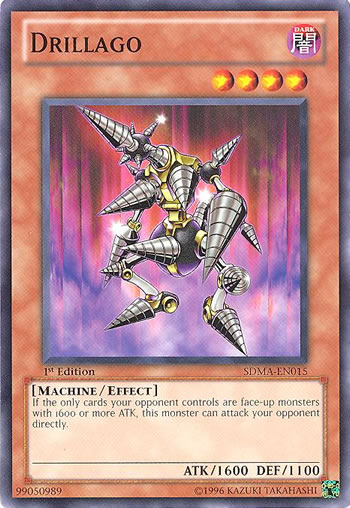 DRILLAGO
DARK
闇
1st Edition
SDMA-EN015
[MACHINE/EFFECT]
If the only cards your opponent controls are face-up monsters
with 1600 or more ATK, this monster can attack your opponent
directly.
ATK/1600 DEF/1100
99050989
©1996 KAZUKI TAKAHASHI